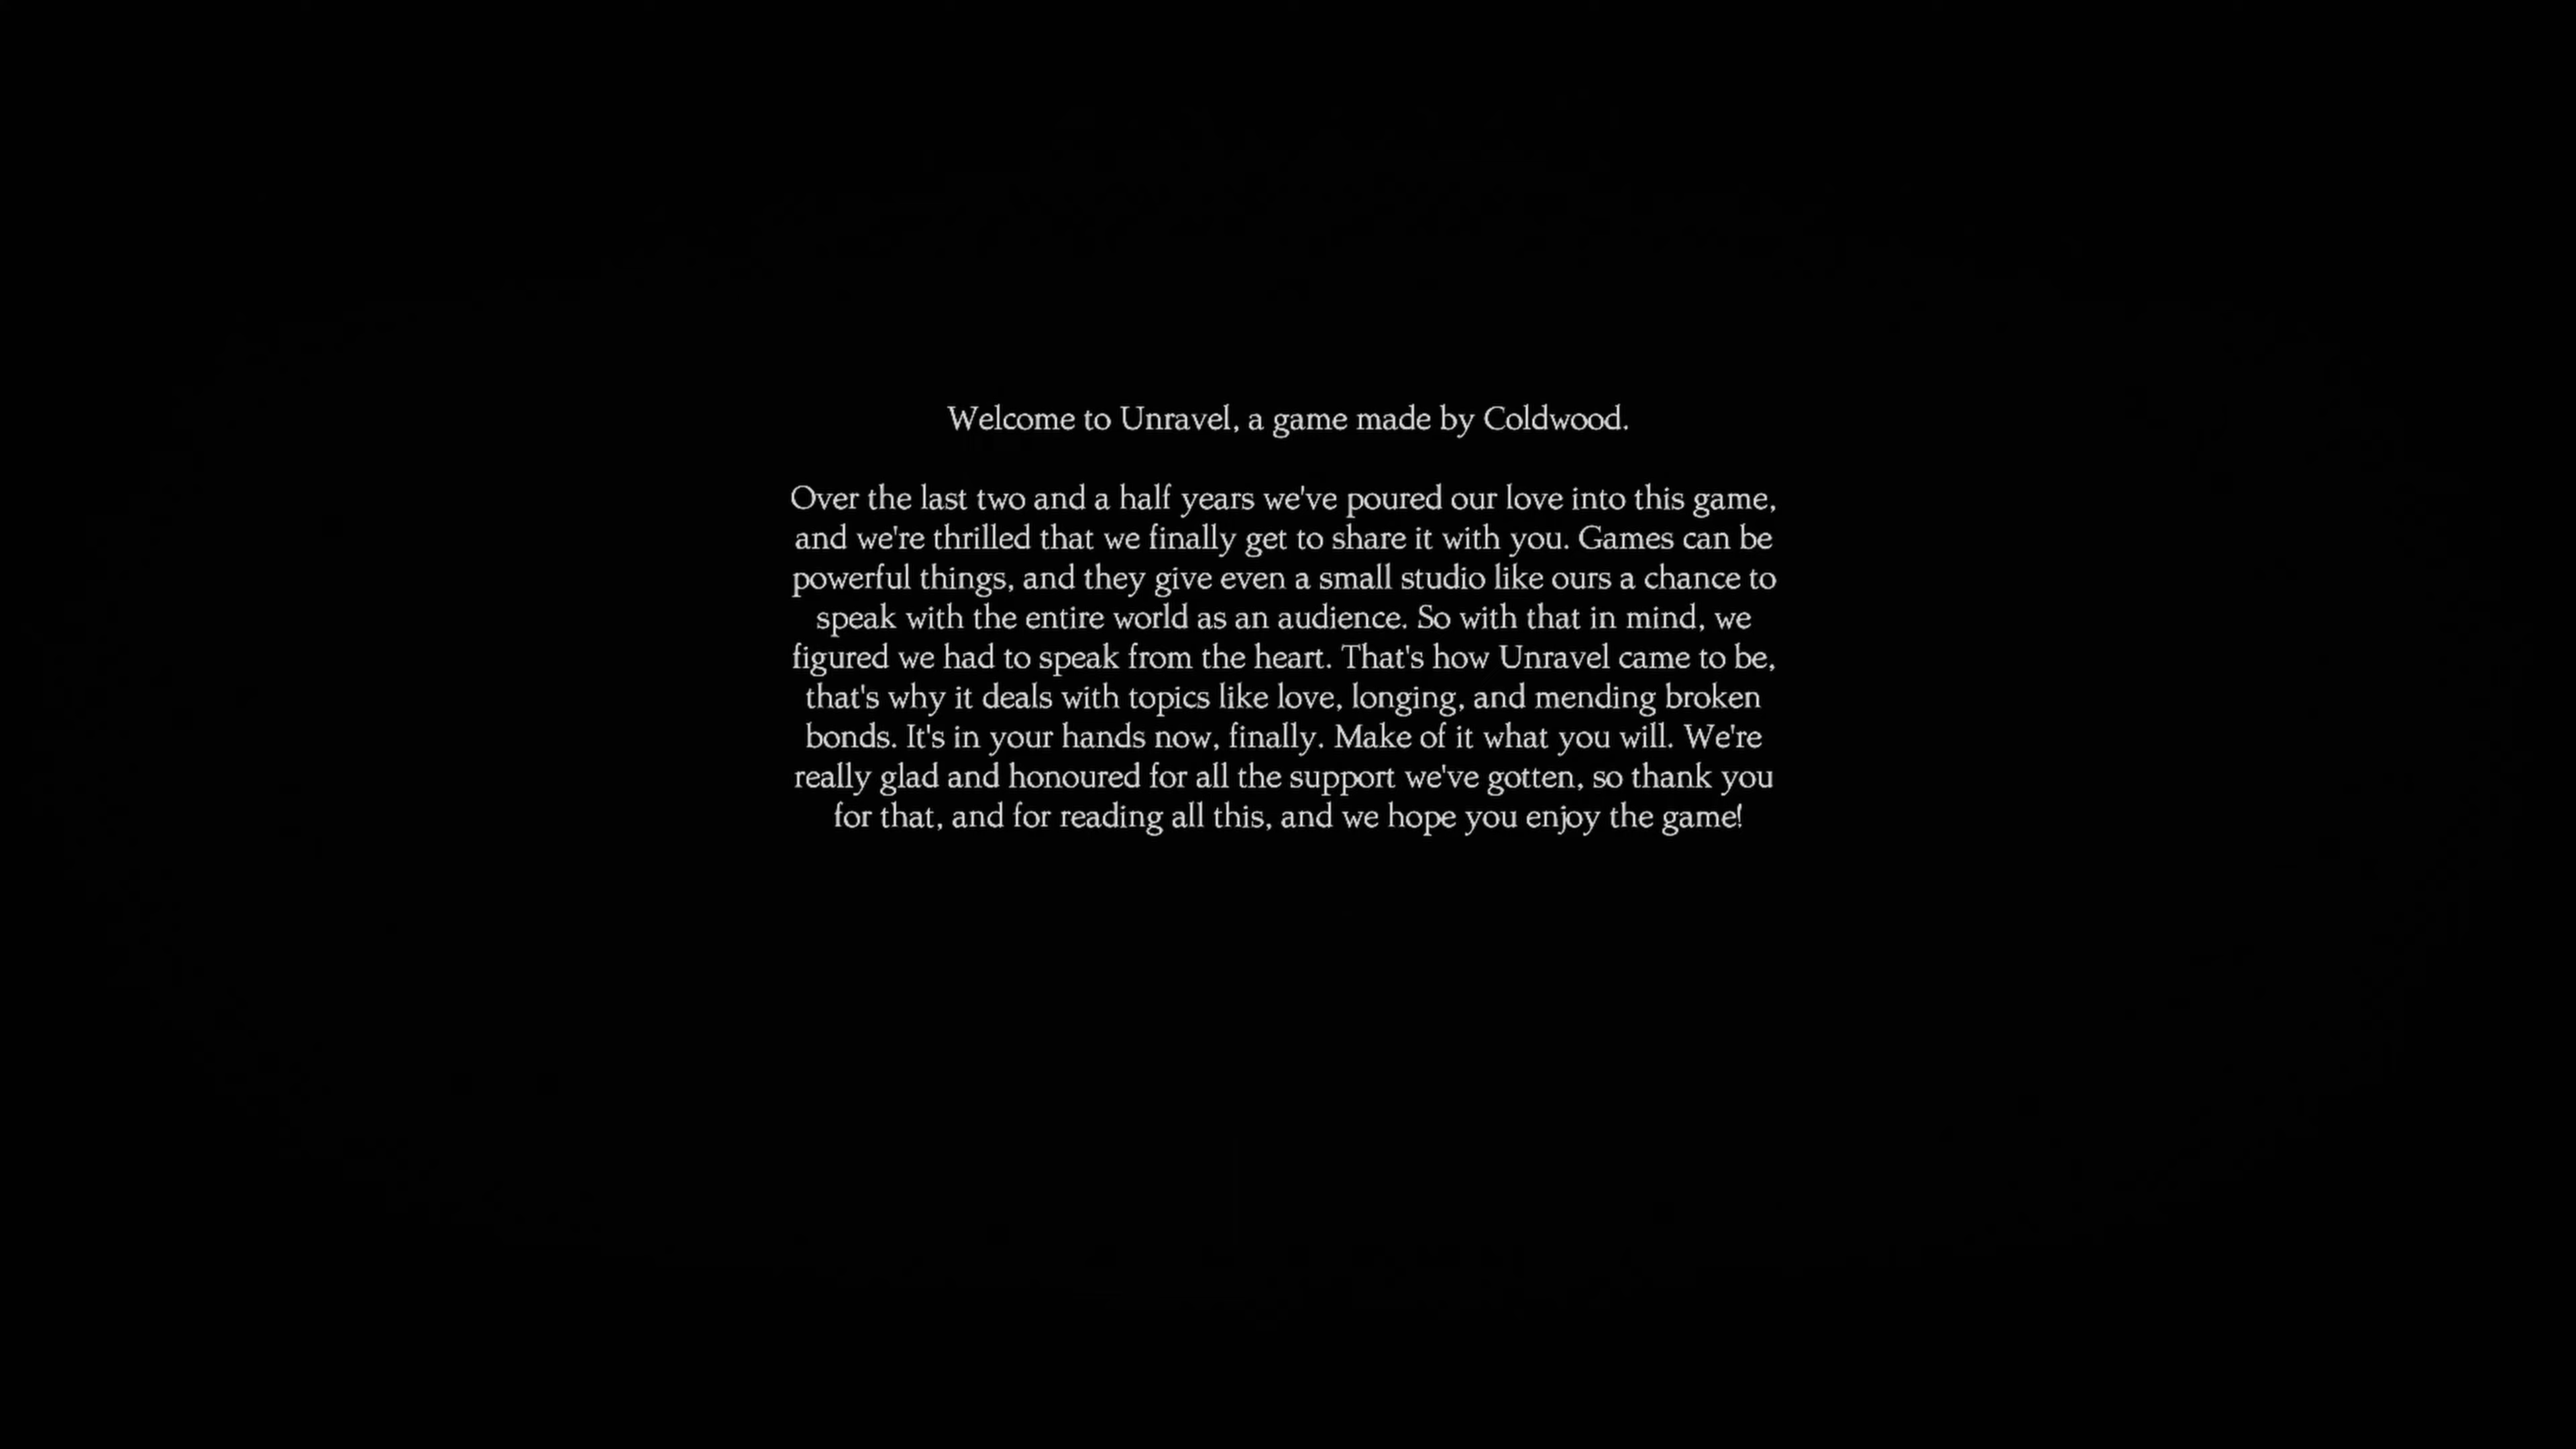 Welcome to Unravel, a game made by Coldwood.
Over the last two and a half years we've poured our love into this game,
and we're thrilled that we finally get to share it with you. Games can be
powerful things, and they give even a small studio like ours a chance to
speak with the entire world as an audience. So with that in mind, we
figured we had to speak from the heart. That's how Unravel came to be,
that's why it deals with topics like love, longing, and mending broken
bonds. It's in your hands now, finally. Make of it what you will. We're
really glad and honoured for all the support we've gotten, so thank you
for that, and for reading all this, and we hope you enjoy the game!